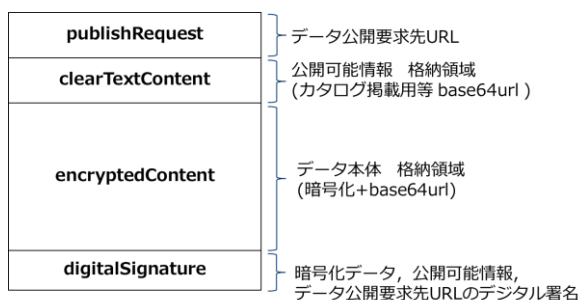 publishRequest
データ公開要求先URL
clearTextContent
公開可能情報　格納領域
(カタログ掲載用等 base64url )
encryptedContent
データ本体　格納領域
(暗号化+base64url)
digitalSignature
暗号化データ，公開可能情報,
データ公開要求先URLのデジタル署名